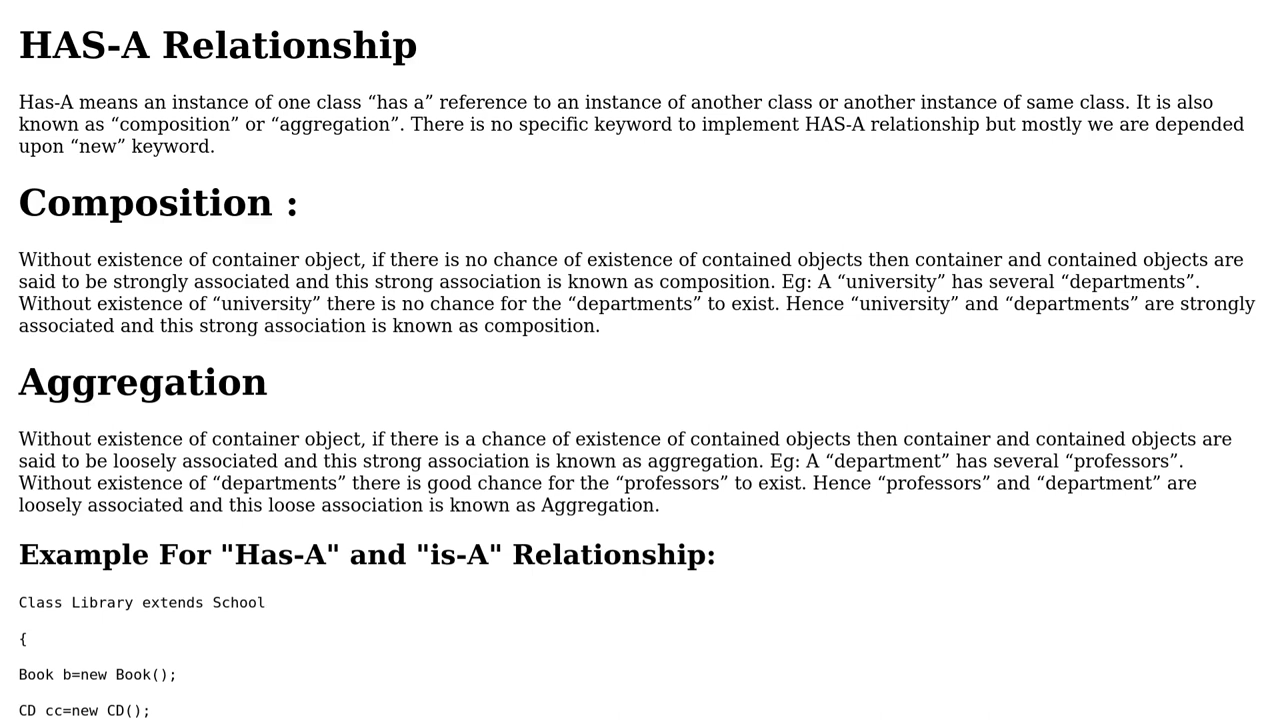 HAS-A Relationship
Has-A means an instance of one class “has a” reference to an instance of another class or another instance of same class. It is also
known as “composition” or “aggregation”. There is no specific keyword to implement HAS-A relationship but mostly we are depended
upon “new” keyword.
Composition :
Without existence of container object, if there is no chance of existence of contained objects then container and contained objects are
said to be strongly associated and this strong association is known as composition. Eg: A “university” has several “departments”.
Without existence of “university” there is no chance for the “departments” to exist. Hence “university” and “departments” are strongly
associated and this strong association is known as composition.
Aggregation
Without existence of container object, if there is a chance of existence of contained objects then container and contained objects are
said to be loosely associated and this strong association is known as aggregation. Eg: A “department” has several “professors”.
Without existence of “departments” there is good chance for the “professors” to exist. Hence “professors” and “department” are
loosely associated and this loose association is known as Aggregation.
Example For "Has-A" and "is-A" Relationship:
Class Library extends School
{
Book b=new Book();
CD cc=new CD();